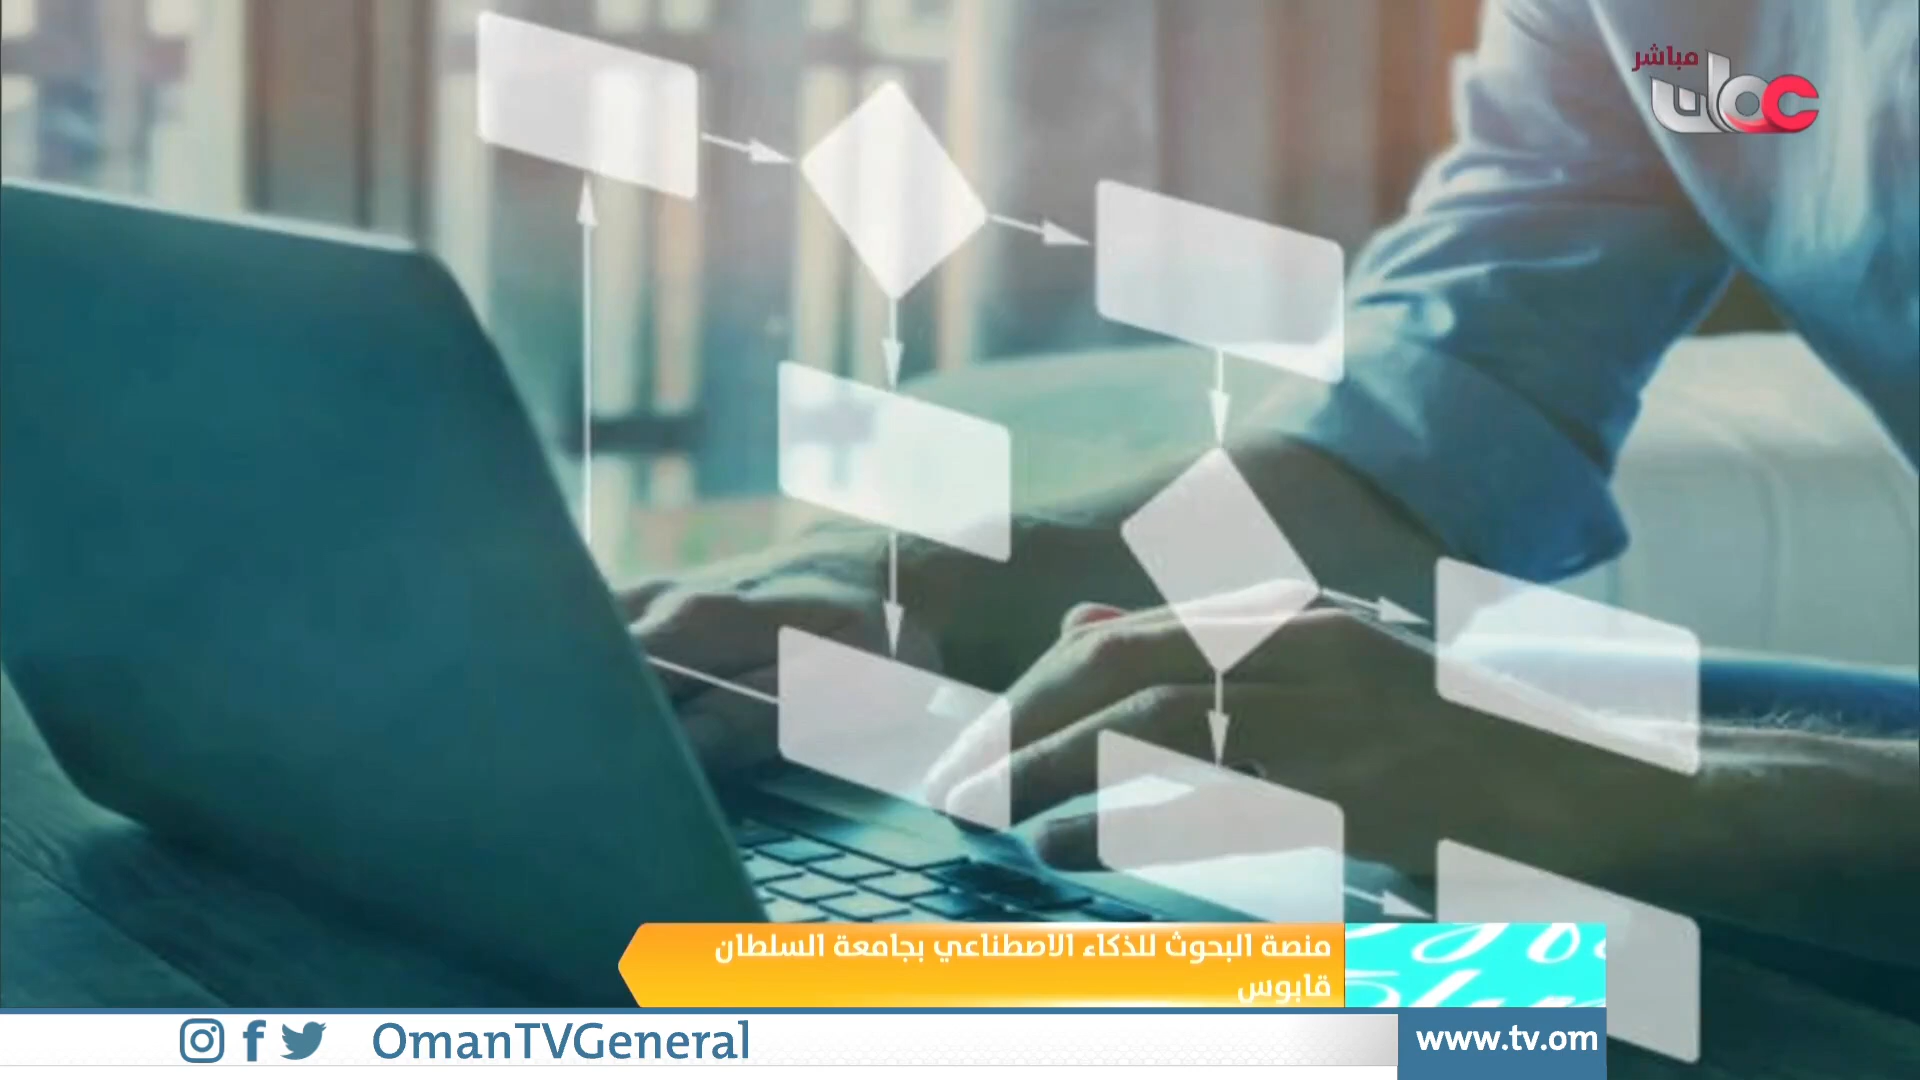 مباشر
عمان
منصة البحوث للذكاء الاصطناعي بجامعة السلطان
قابوس
OmanTVGeneral
www.tv.om